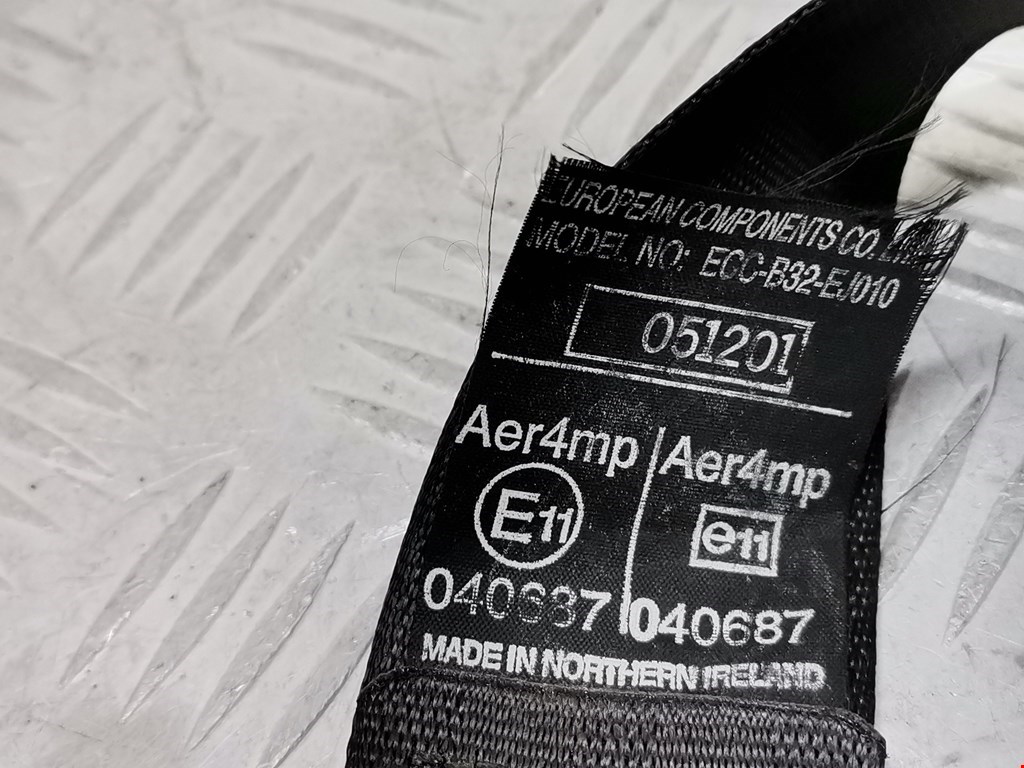 EUROPEAN COMPONENTS CO.
MODEL NO: ECC-B32-EJ010
051201
Aer4mp Aer4mp
E11 e11
040687 040687
MADE IN NORTHERN IRELAND